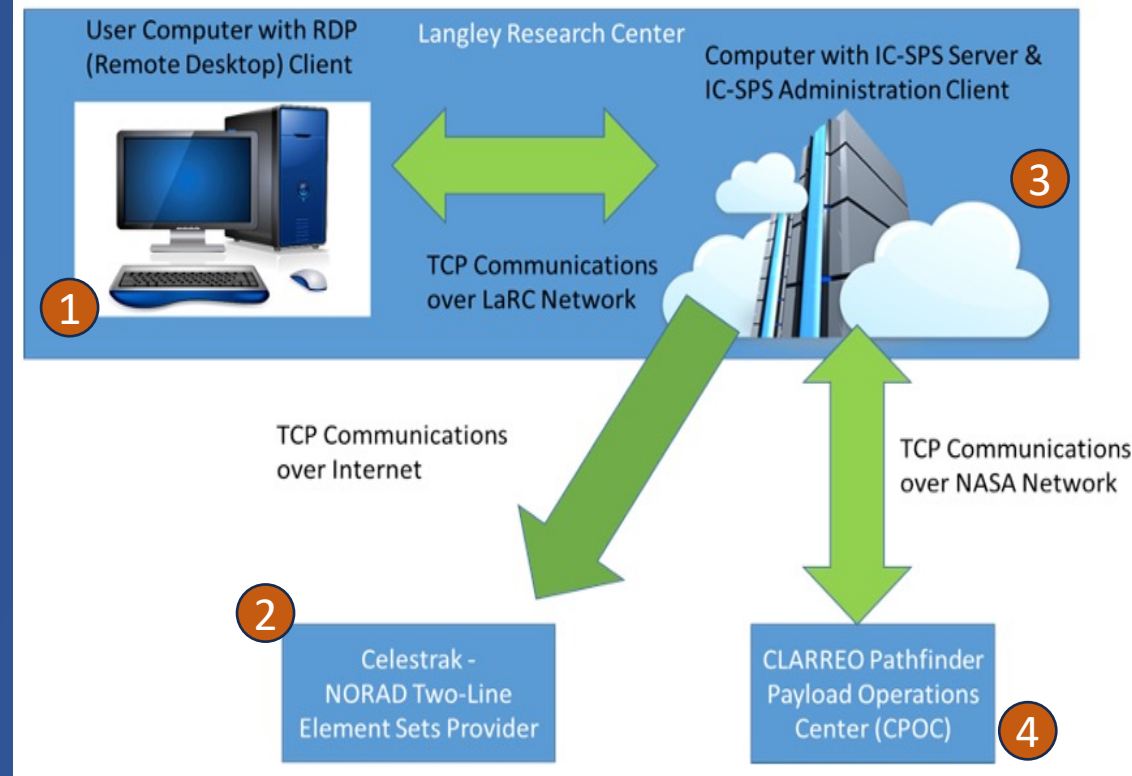 User Computer with RDP
(Remote Desktop) Client
Langley Research Center
Computer with IC-SPS Server &
IC-SPS Administration Client
3
TCP Communications
over LaRC Network
1
TCP Communications
over Internet
TCP Communications
over NASA Network
2
Celestrak -
NORAD Two-Line
Element Sets Provider
CLARREO Pathfinder
Payload Operations
Center (CPOC)
4